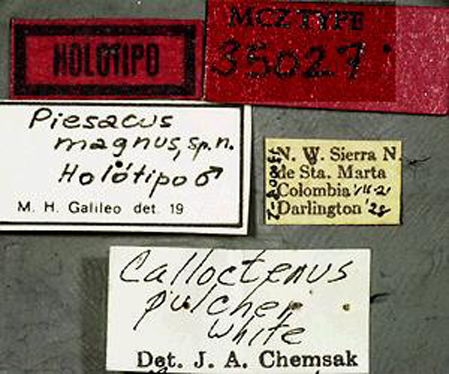 HOLOTIPO
MCZ TYPE
35027
Piesacus
magnus, sp. n.
Holótipo ♂
M. H. Galileo det. 19
N. W. Sierra N.
de Sta. Marta
Colombia
Darlington '28
Calloctenus
pulcher
White
Det. J. A. Chemsak